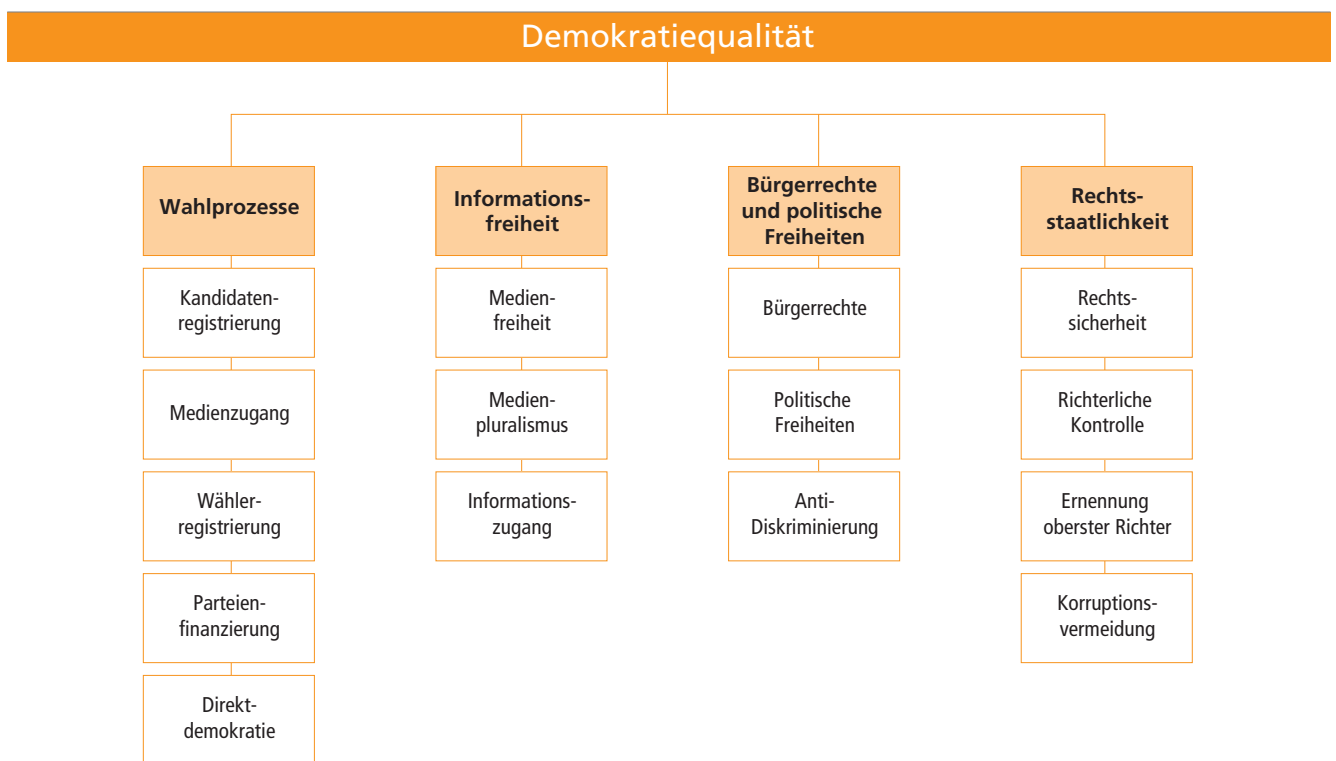 Demokratiequalität
Wahlprozesse
Kandidaten-
registrierung
Medienzugang
Wähler-
registrierung
Parteien-
finanzierung
Direkt-
demokratie
Informations-
freiheit
Medien-
freiheit
Medien-
pluralismus
Informations-
zugang
Bürgerrechte
und politische
Freiheiten
Bürgerrechte
Politische
Freiheiten
Anti-
Diskriminierung
Rechts-
staatlichkeit
Rechts-
sicherheit
Richterliche
Kontrolle
Ernennung
oberster Richter
Korruptions-
vermeidung